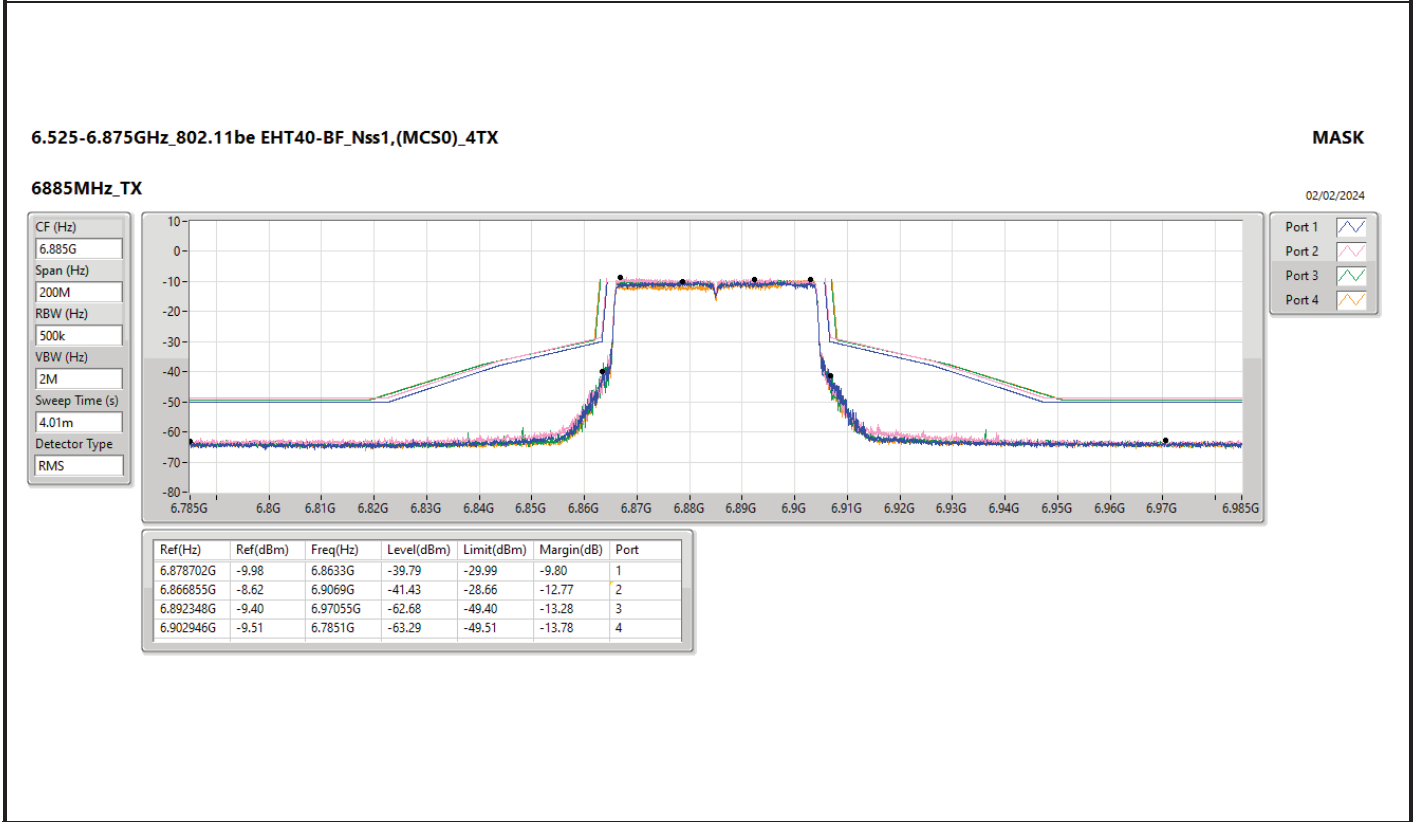 6.525-6.875GHz_802.11be EHT40-BF_Nss1,(MCS0)_4TX
MASK
6885MHz_TX
02/02/2024
CF (Hz)
6.885G
Span (Hz)
200M
RBW (Hz)
500k
VBW (Hz)
2M
Sweep Time (s)
4.01m
Detector Type
RMS
10
0
-10
-20
-30
-40
-50
-60
-70
-80
6.785G 6.8G 6.81G 6.82G 6.83G 6.84G 6.85G 6.86G 6.87G 6.88G 6.89G 6.9G 6.91G 6.92G 6.93G 6.94G 6.95G 6.96G 6.97G 6.985G
Port 1
Port 2
Port 3
Port 4
Ref(Hz) Ref(dBm) Freq(Hz) Level(dBm) Limit(dBm) Margin(dB) Port
6.878702G -9.98 6.8633G -39.79 -29.99 -9.80 1
6.866855G -8.62 6.9069G -41.43 -28.66 -12.77 2
6.892348G -9.40 6.97055G -62.68 -49.40 -13.28 3
6.902946G -9.51 6.7851G -63.29 -49.51 -13.78 4